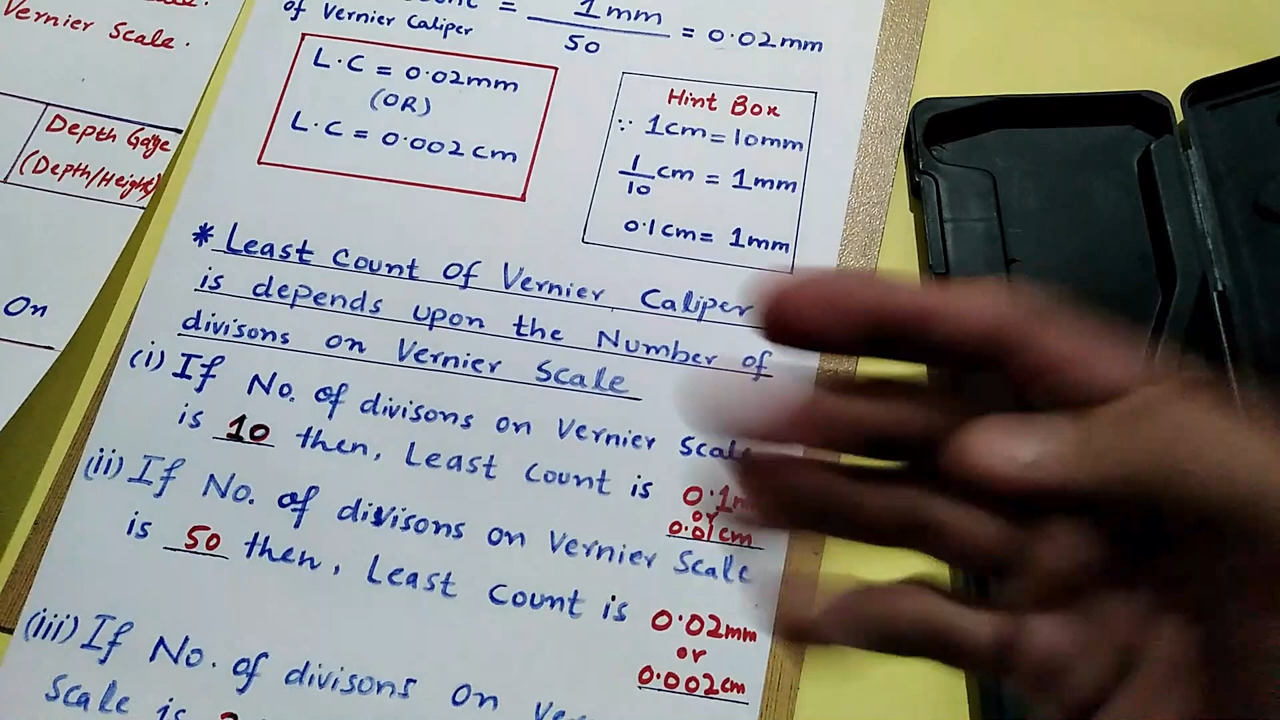 Vernier Scale.
Depth Gage
(Depth/Height)
On
of Vernier Caliper
= 1mm
50
= 0.02mm
L.C = 0.02mm
(OR)
L.C = 0.002cm
Hint Box
∵ 1cm = 10mm
1/10 cm = 1mm
0.1cm = 1mm
* Least Count Of Vernier Caliper
is depends upon the Number of
divisons on Vernier Scale
(i) If No. of divisons on Vernier Scale
is 10 then, Least Count is 0.1m
or
0.01cm
(ii) If No. of divisons on Vernier Scale
is 50 then, Least Count is 0.02mm
or
0.002cm
(iii) If No. of divisons on
Scale is